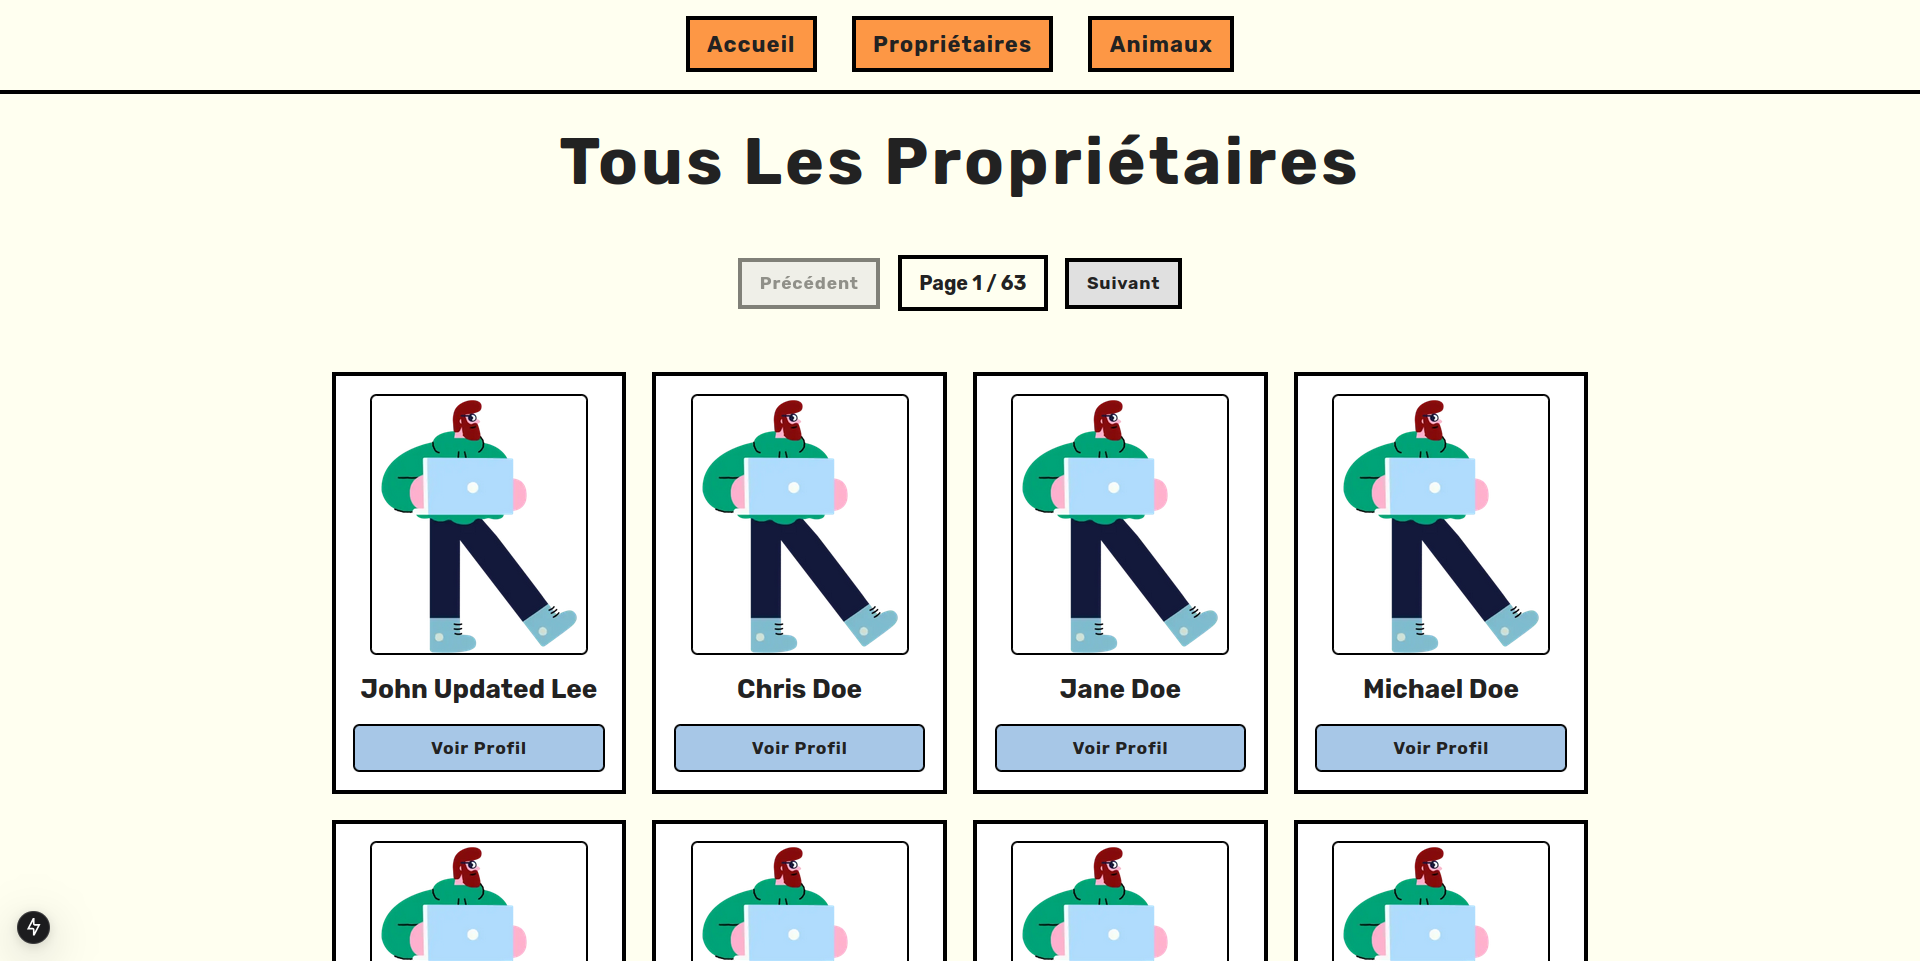 Accueil Propriétaires Animaux
Tous Les Propriétaires
Précédent Page 1 / 63 Suivant
John Updated Lee Chris Doe Jane Doe Michael Doe
Voir Profil Voir Profil Voir Profil Voir Profil